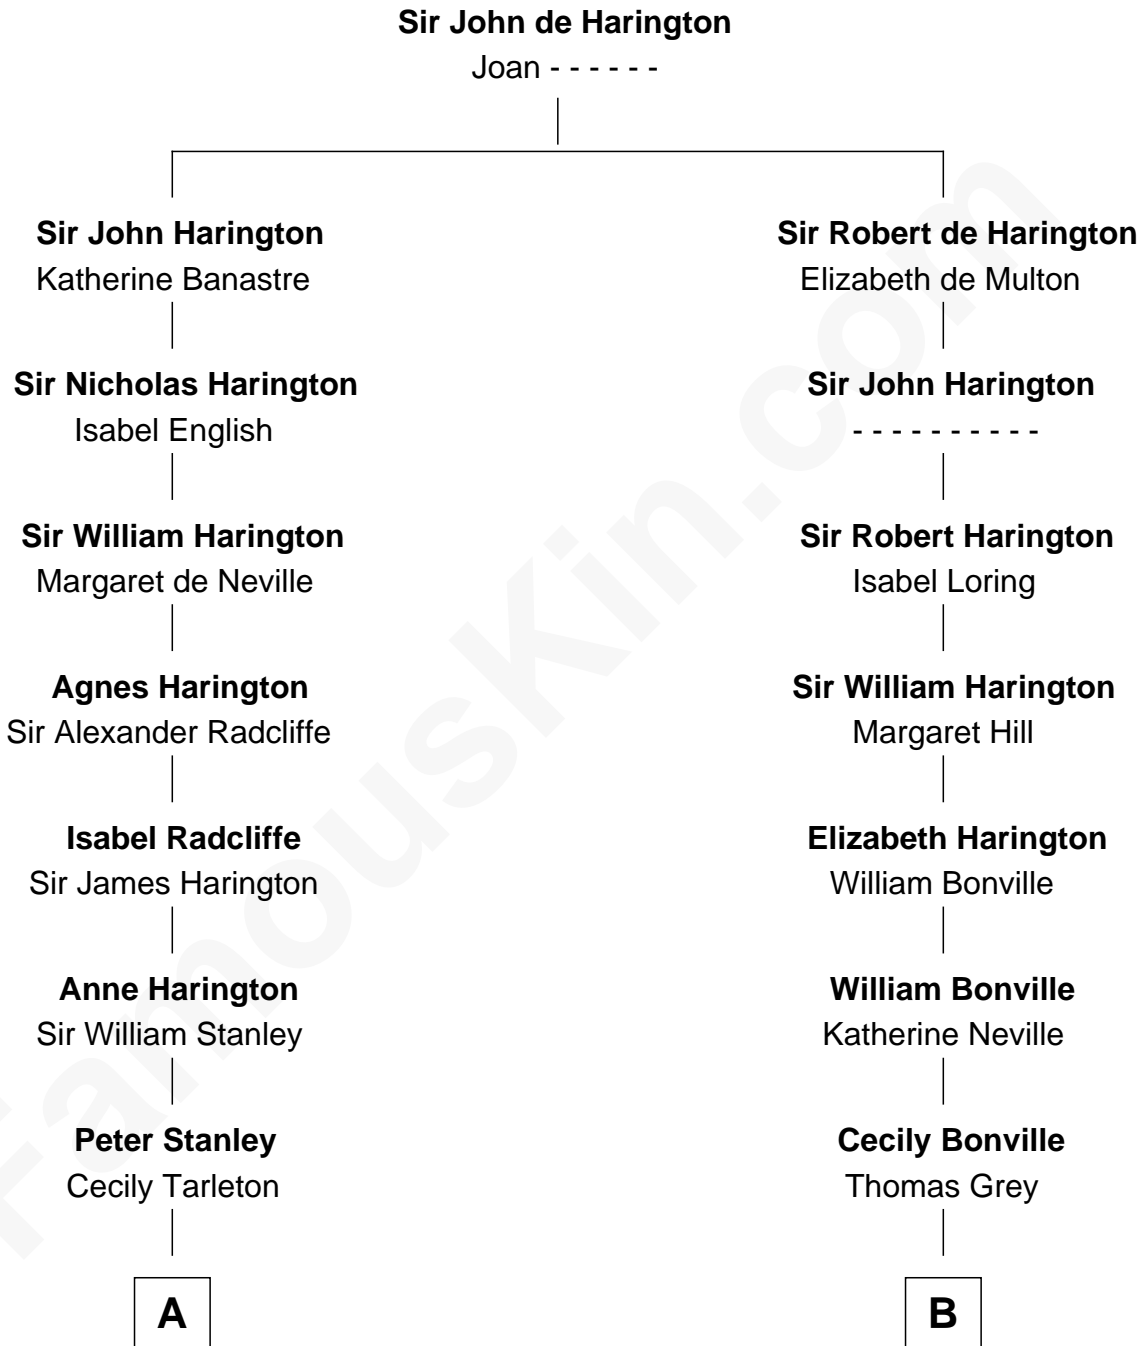 Sir John de Harington
Joan - - - - - -
Sir John Harington
Katherine Banastre
Sir Nicholas Harington
Isabel English
Sir William Harington
Margaret de Neville
Agnes Harington
Sir Alexander Radcliffe
Isabel Radcliffe
Sir James Harington
Anne Harington
Sir William Stanley
Peter Stanley
Cecily Tarleton
A
Sir Robert de Harington
Elizabeth de Multon
Sir John Harington
- - - - - - - - - -
Sir Robert Harington
Isabel Loring
Sir William Harington
Margaret Hill
Elizabeth Harington
William Bonville
William Bonville
Katherine Neville
Cecily Bonville
Thomas Grey
B
FamousKin.com